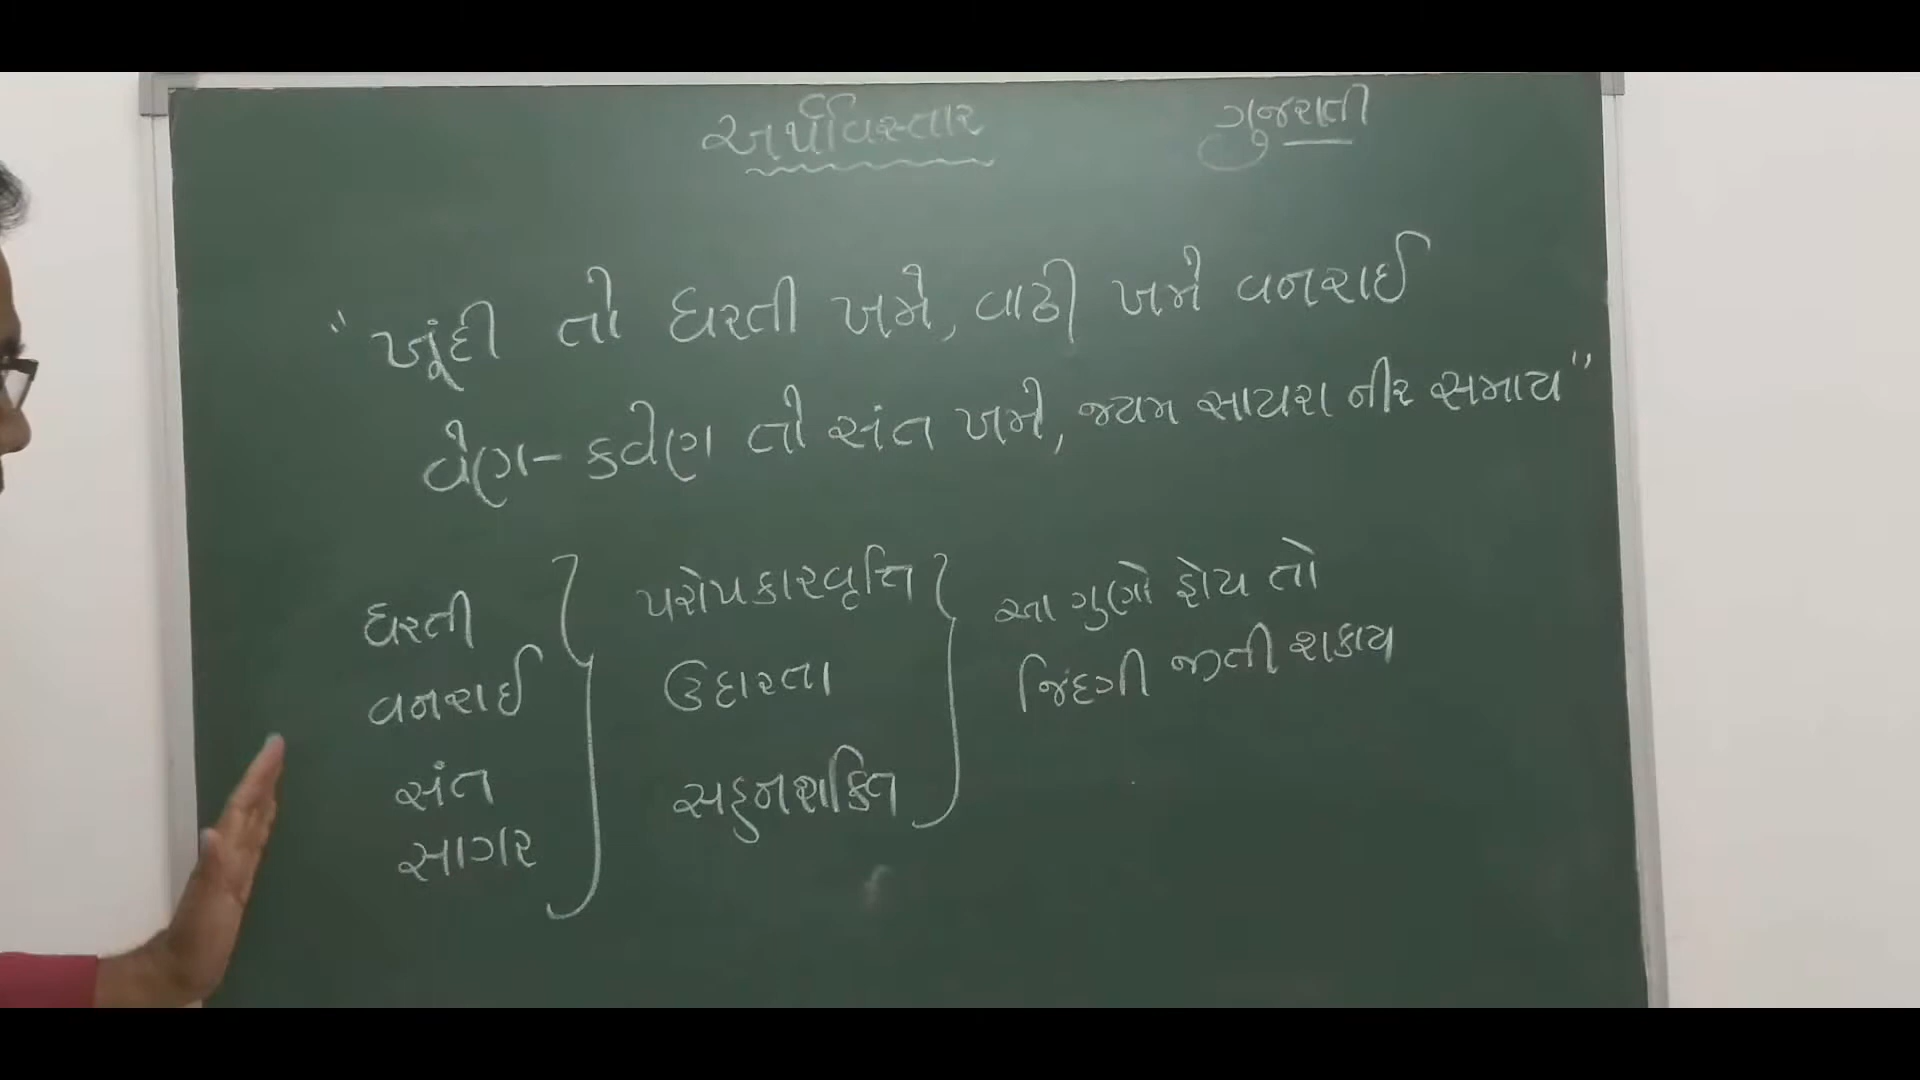 અર્થવિસ્તાર
ગુજરાતી
"ખૂંદી તો ધરતી ખમે, વાઢી ખમે વનરાઈ
વેણ-કવેણ તો સંત ખમે, જ્યમ સાયરા નીર સમાય"
ધરતી
વનરાઈ
સંત
સાગર
પરોપકારવૃત્તિ
ઉદારતા
સહનશક્તિ
આ ગુણો હોય તો
જિંદગી જીતી શકાય